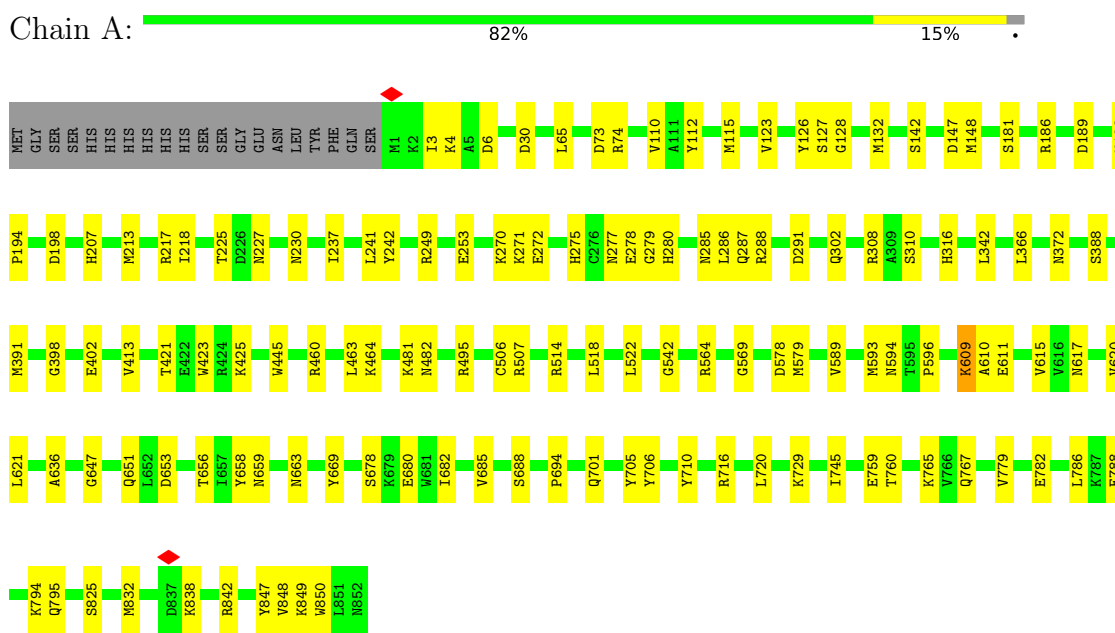 Chain A:
82% 15% •
MET GLY SER SER HIS HIS HIS HIS HIS HIS SER SER GLY GLU ASN LEU TYR PHE GLN SER M1 K2 I3 K4 A5 D6 D30 L65 D73 R74 V110 A111 Y112 M115 V123 Y126 S127 G128 M132 S142 D147 M148 S181 R186 D189
P194 D198 H207 M213 R217 I218 T225 D226 N227 N230 I237 L241 Y242 R249 E253 K270 K271 E272 H275 C276 N277 E278 G279 H280 N285 L286 Q287 R288 D291 Q302 R308 A309 S310 H316 L342 L366 N372 S388
M391 G398 E402 V413 T421 E422 W423 R424 K425 W445 R460 L463 K464 K481 N482 R495 C506 R507 R514 L518 L522 G542 R564 G569 D578 M579 V589 M593 N594 T595 P596 K609 A610 E611 V615 V616 N617
L621 A636 G647 Q651 L652 D653 T656 I657 Y658 N659 N663 Y669 S678 K679 E680 W681 I682 V685 S688 P694 Q701 Y705 Y706 Y710 R716 L720 K729 I745 E759 T760 K765 V766 Q767 V779 E782 L786 K787
K794 Q795 S825 M832 D837 K838 R842 Y847 V848 K849 W850 L851 N852